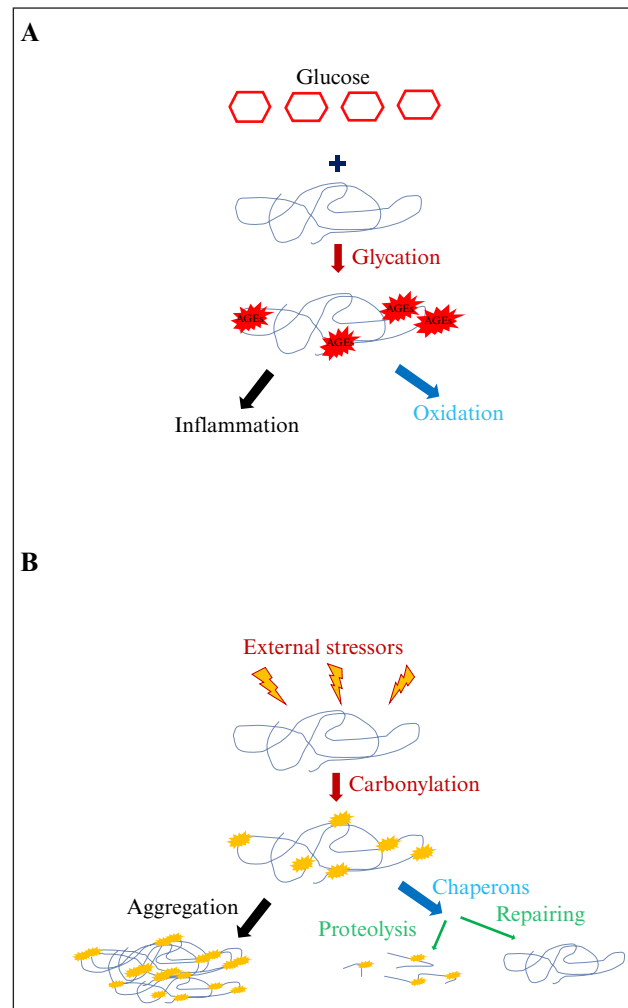 A
Glucose
Glycation
AGEs
AGEs
AGEs
AGEs
Inflammation
Oxidation
B
External stressors
Carbonylation
Chaperons
Aggregation
Repairing
Proteolysis